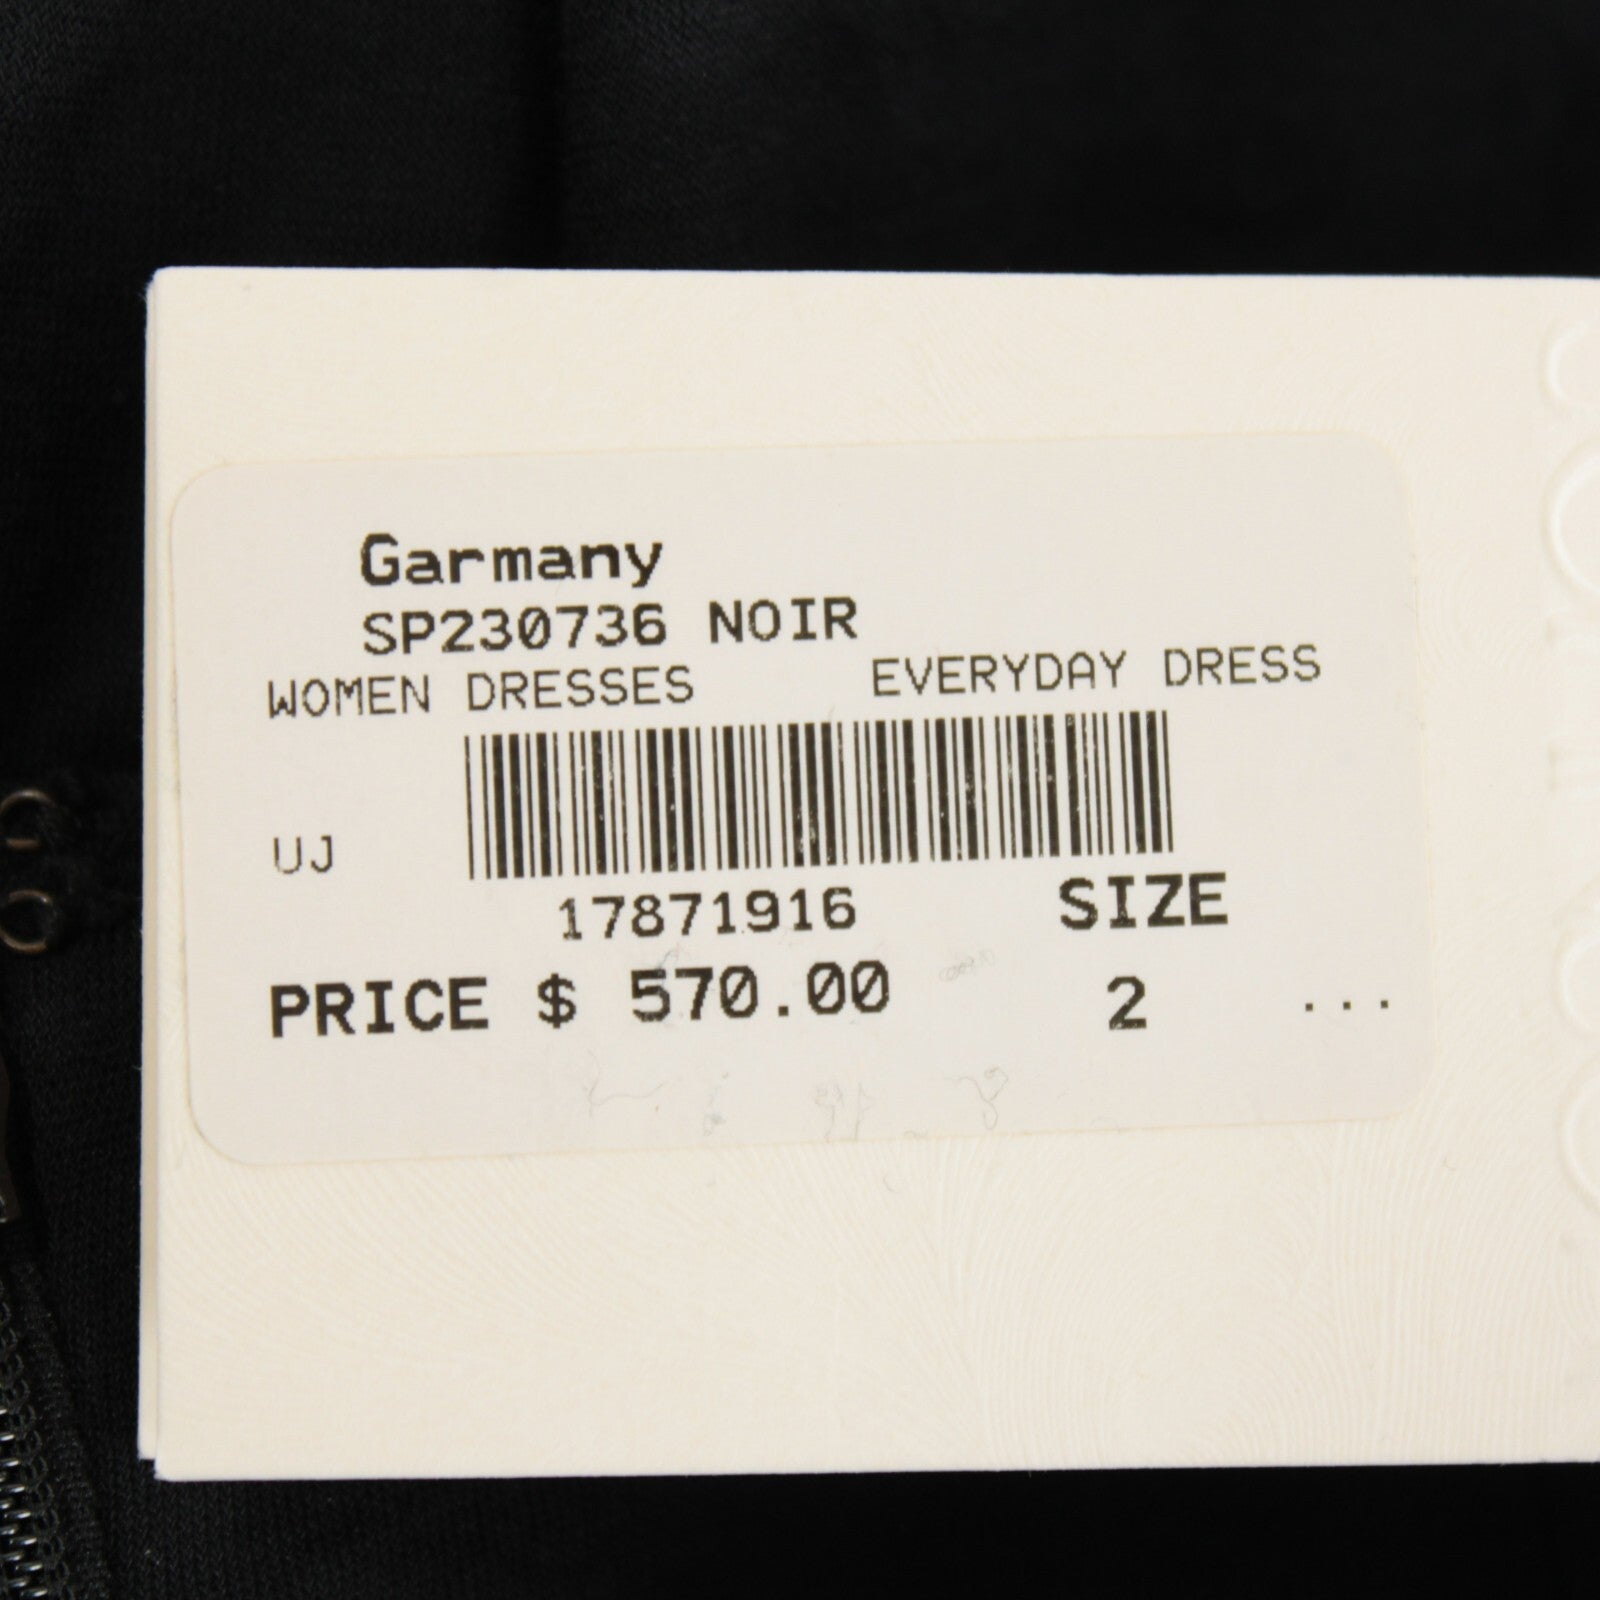 Garmany
SP230736 NOIR
WOMEN DRESSES EVERYDAY DRESS
UJ
17871916 SIZE
PRICE $ 570.00 2 ...